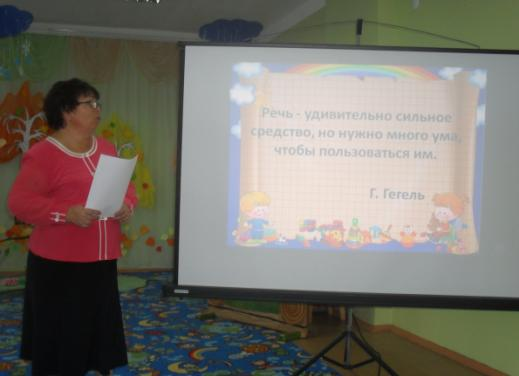 Речь - удивительно сильное
средство, но нужно много ума,
чтобы пользоваться им.
Г. Гегель